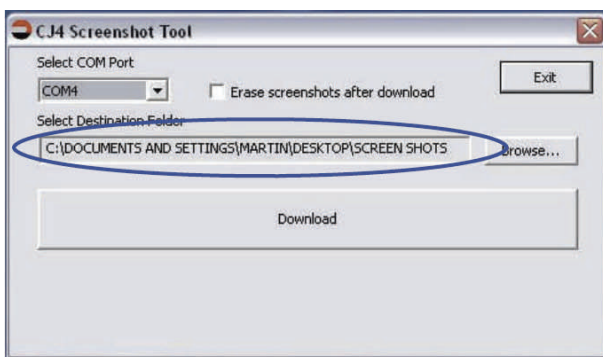 CJ4 Screenshot Tool
Select COM Port
COM4
Erase screenshots after download
Exit
Select Destination Folder
C:\DOCUMENTS AND SETTINGS\MARTIN\DESKTOP\SCREEN SHOTS
Browse...
Download